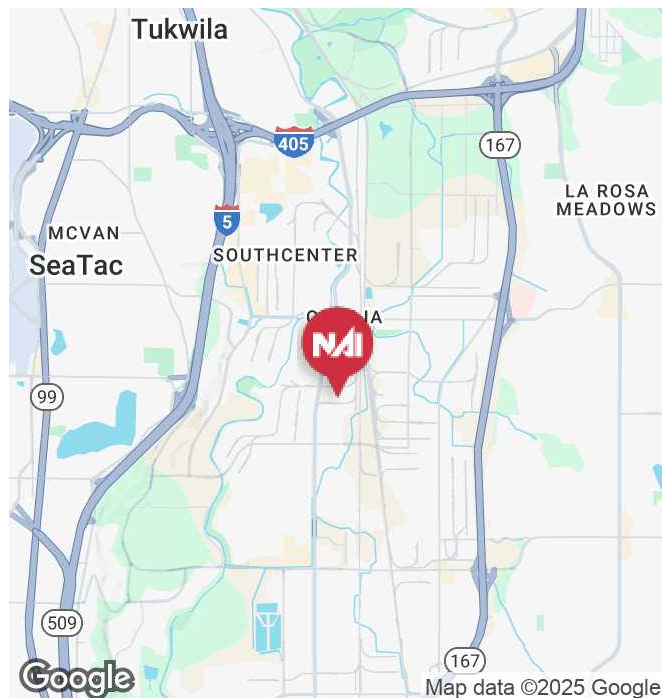 Tukwila
405
167
LA ROSA
MEADOWS
5
MCVAN
SOUTHCENTER
SeaTac
NAI
99
509
167
Google
Map data ©2025 Google